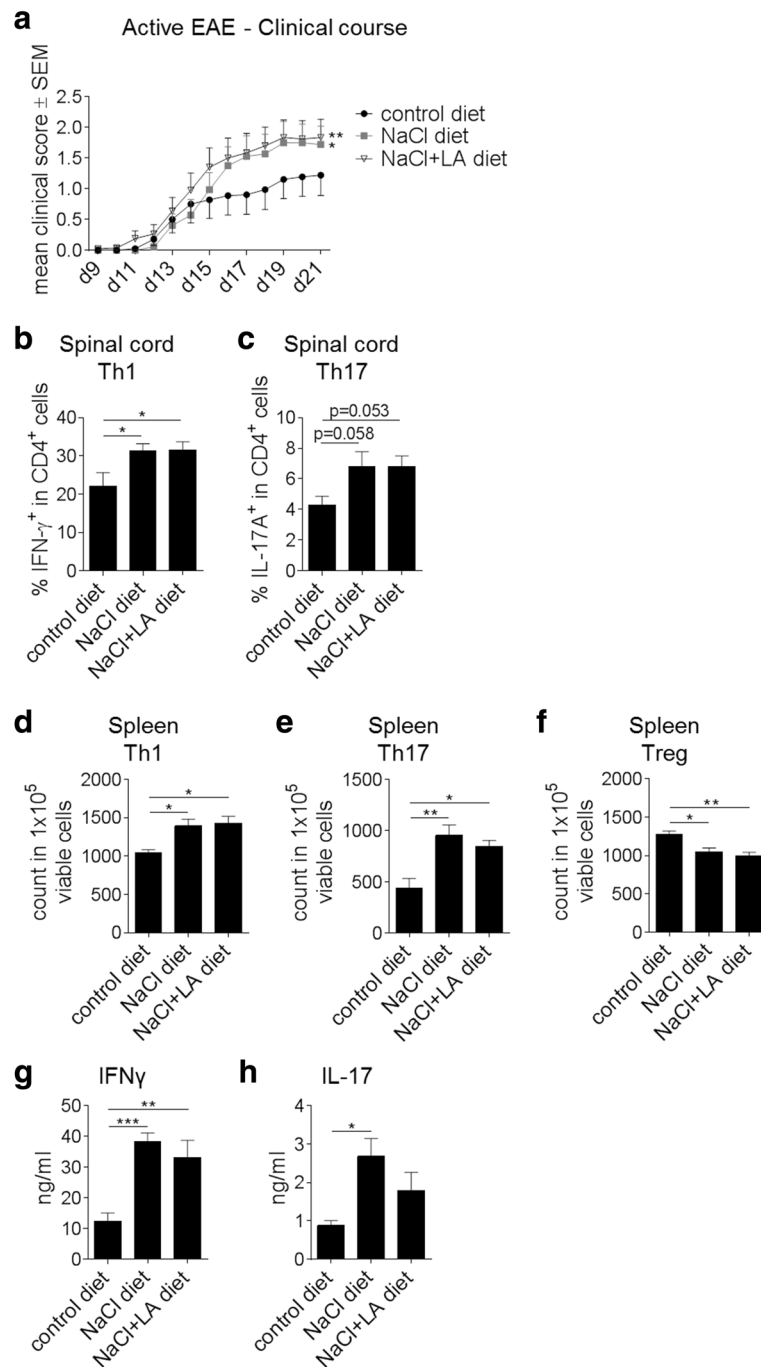 a
Active EAE - Clinical course
mean clinical score ± SEM
2.5
2.0
1.5
1.0
0.5
0.0
d9
d11
d13
d15
d17
d19
d21
**
*
control diet
NaCl diet
NaCl+LA diet
b
Spinal cord
Th1
% IFN-γ⁺ in CD4⁺ cells
40
30
20
10
0
*
*
control diet
NaCl diet
NaCl+LA diet
c
Spinal cord
Th17
% IL-17A⁺ in CD4⁺ cells
10
8
6
4
2
0
p=0.053
p=0.058
control diet
NaCl diet
NaCl+LA diet
d
Spleen
Th1
count in 1x10⁵
viable cells
2000
1500
1000
500
0
*
*
control diet
NaCl diet
NaCl+LA diet
e
Spleen
Th17
count in 1x10⁵
viable cells
1500
1000
500
0
*
**
control diet
NaCl diet
NaCl+LA diet
f
Spleen
Treg
count in 1x10⁵
viable cells
2000
1500
1000
500
0
**
*
control diet
NaCl diet
NaCl+LA diet
g
IFNγ
ng/ml
50
40
30
20
10
0
**
***
control diet
NaCl diet
NaCl+LA diet
h
IL-17
ng/ml
4
3
2
1
0
*
control diet
NaCl diet
NaCl+LA diet